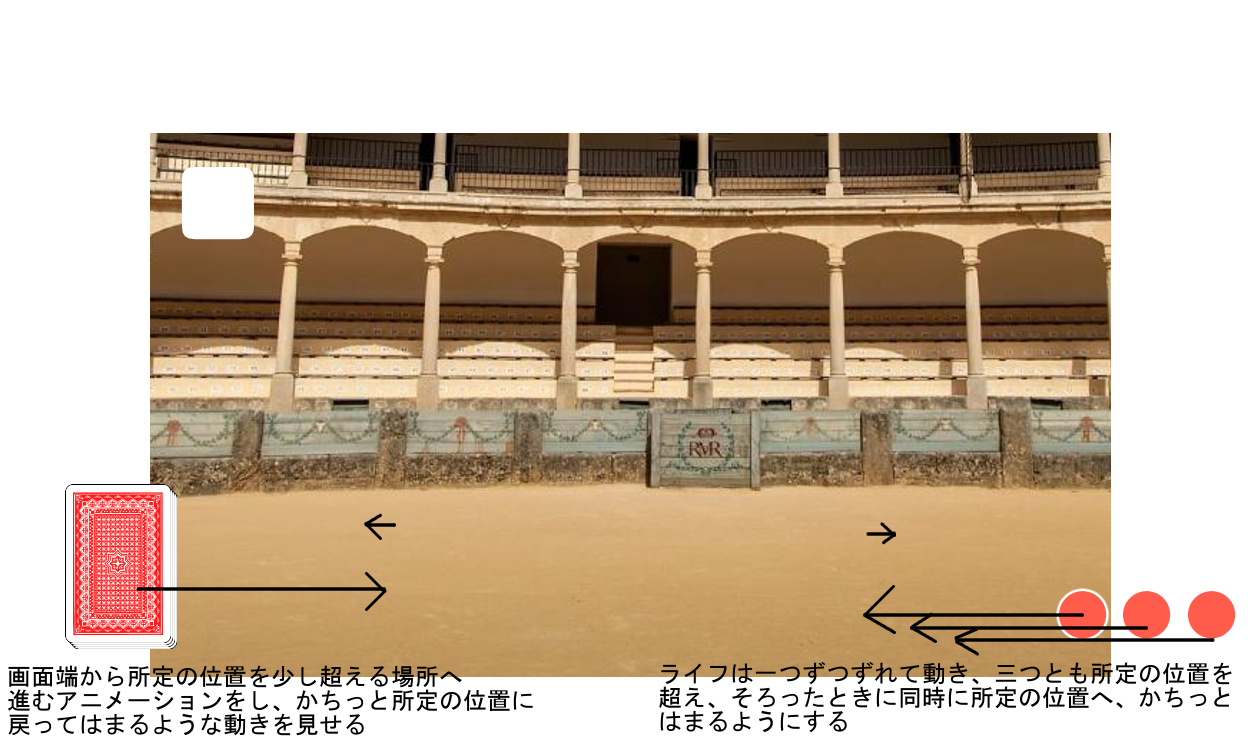 RMR
画面端から所定の位置を少し超える場所へ
進むアニメーションをし、かちっと所定の位置に
戻ってはまるような動きを見せる
ライフは一つずつずれて動き、三つとも所定の位置を
超え、そろったときに同時に所定の位置へ、かちっと
はまるようにする